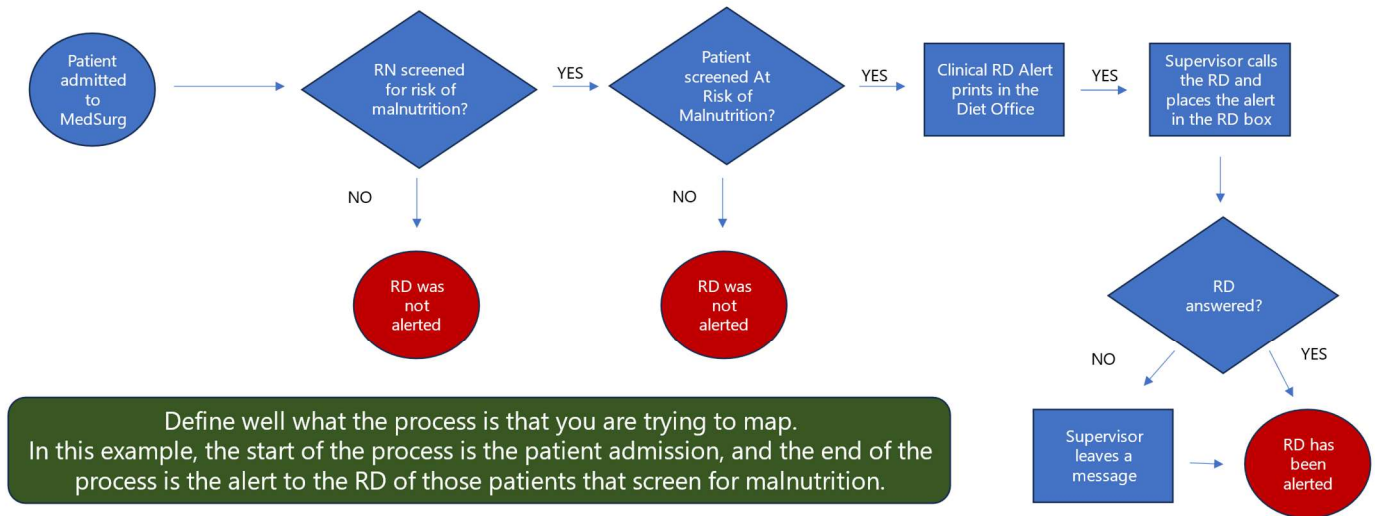 Patient
admitted
to
MedSurg
RN screened
for risk of
malnutrition?
YES
Patient
screened At
Risk of
Malnutrition?
YES
Clinical RD Alert
prints in the
Diet Office
YES
Supervisor calls
the RD and
places the alert
in the RD box
NO
NO
RD was
not
alerted
RD was
not
alerted
RD
answered?
NO
YES
Supervisor
leaves a
message
RD has
been
alerted
Define well what the process is that you are trying to map.
In this example, the start of the process is the patient admission, and the end of the
process is the alert to the RD of those patients that screen for malnutrition.